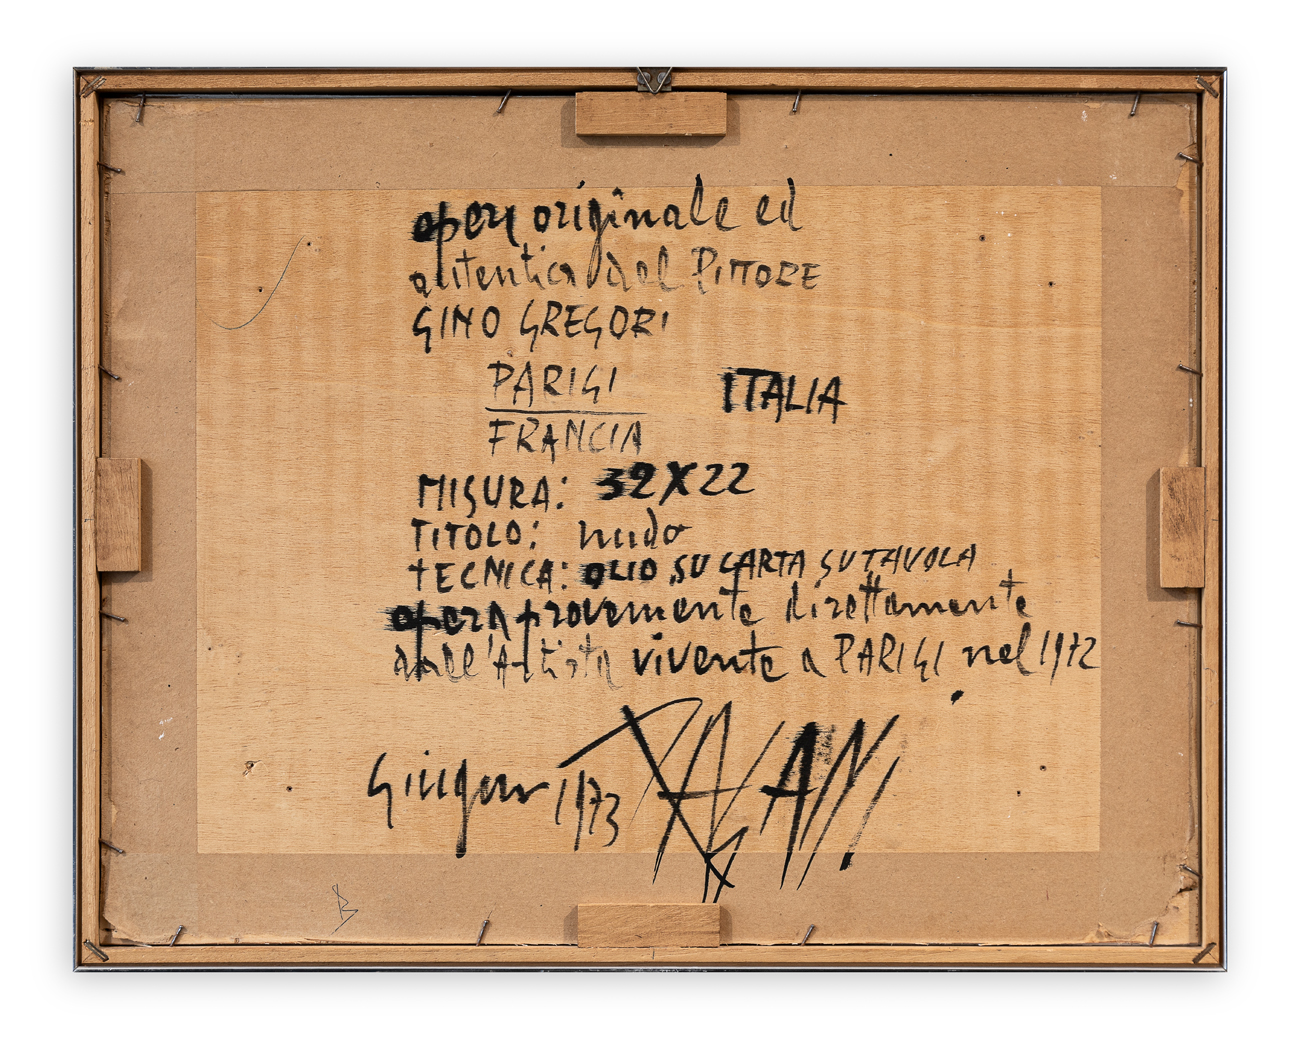 opera originale ed
autentica del PITTORE
GINO GREGORI
PARIGI
ITALIA
FRANCIA
MISURA: 32X22
TITOLO: nudo
TECNICA: OLIO SU CARTA SU TAVOLA
opera provemente direttamente
dall'Artista vivente a PARIGI nel 1972
Giugno 1973
B